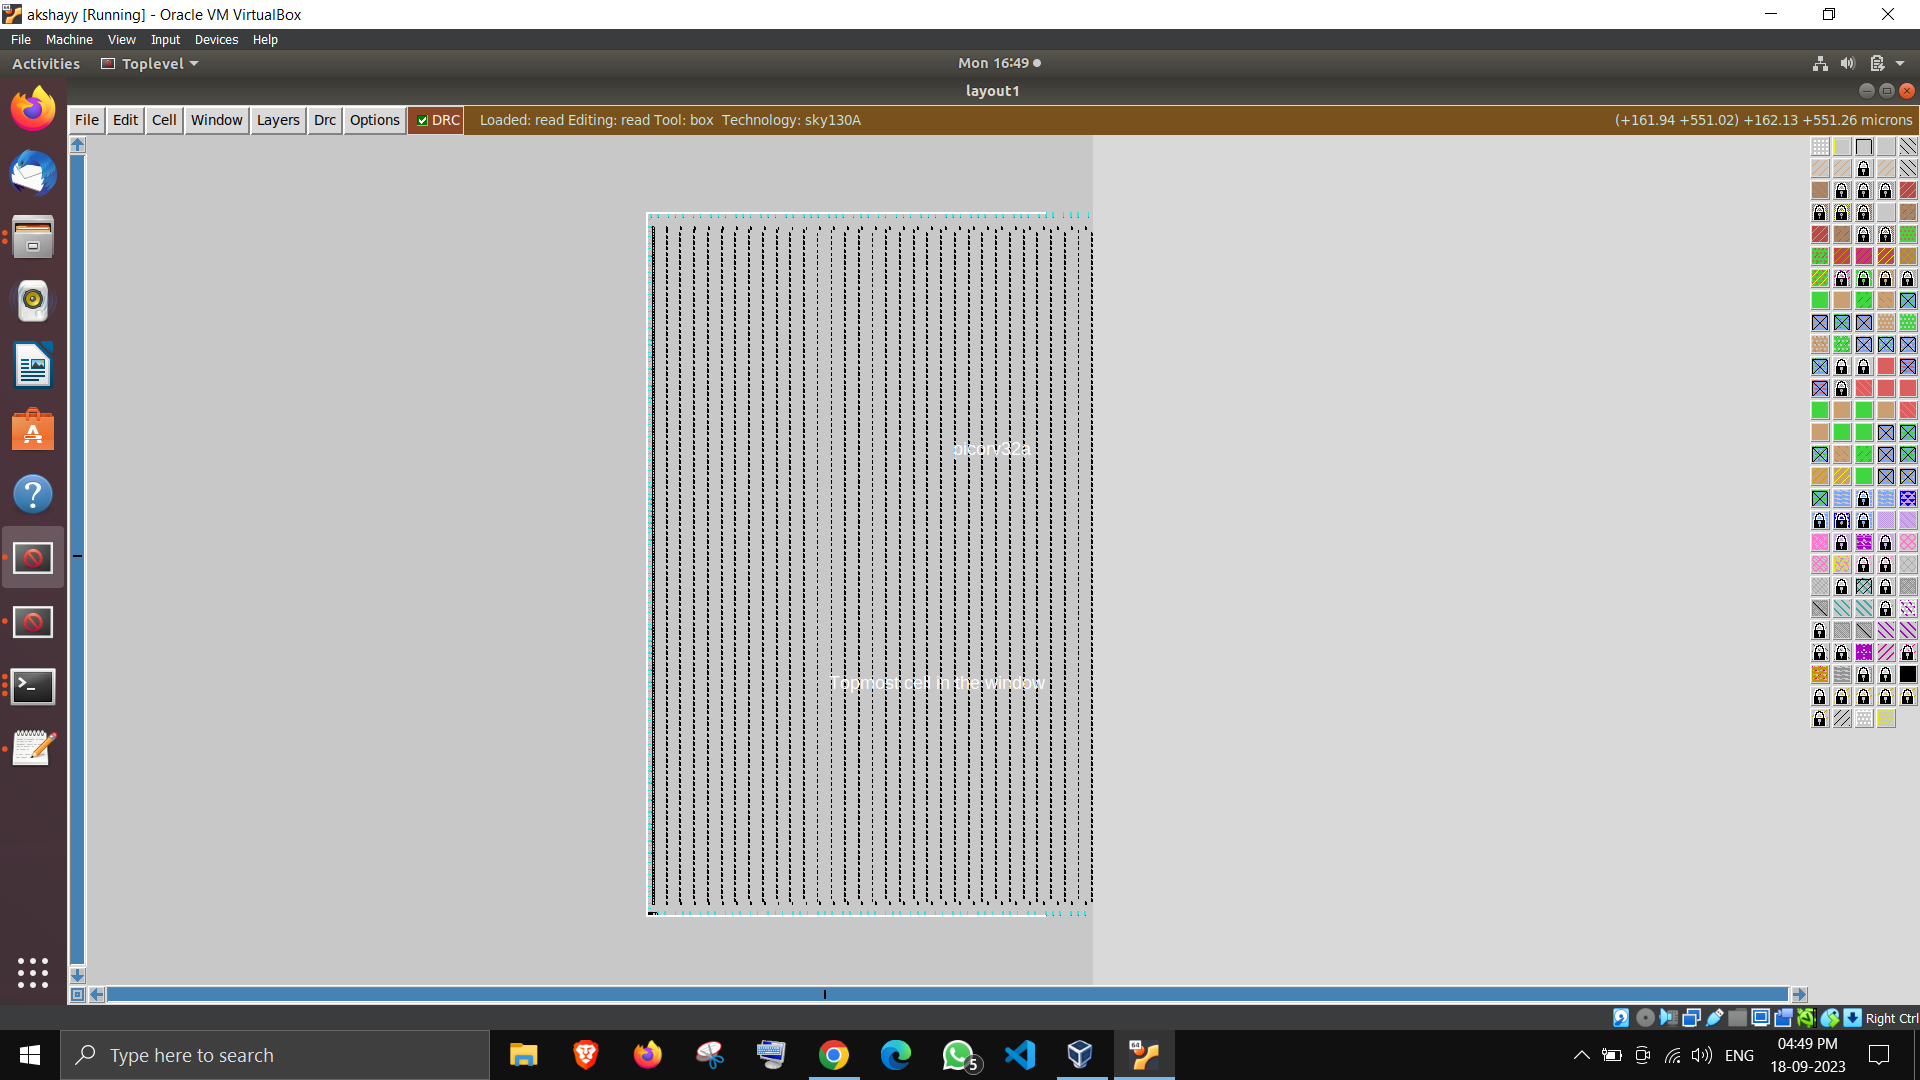 akshayy [Running] - Oracle VM VirtualBox
File Machine View Input Devices Help
Activities Toplevel Mon 16:49
layout1
File Edit Cell Window Layers Drc Options DRC Loaded: read Editing: read Tool: box Technology: sky130A (+161.94 +551.02) +162.13 +551.26 microns
picorv32a
Topmost cell in the window
Right Ctrl
Type here to search
5
64
ENG
04:49 PM
18-09-2023